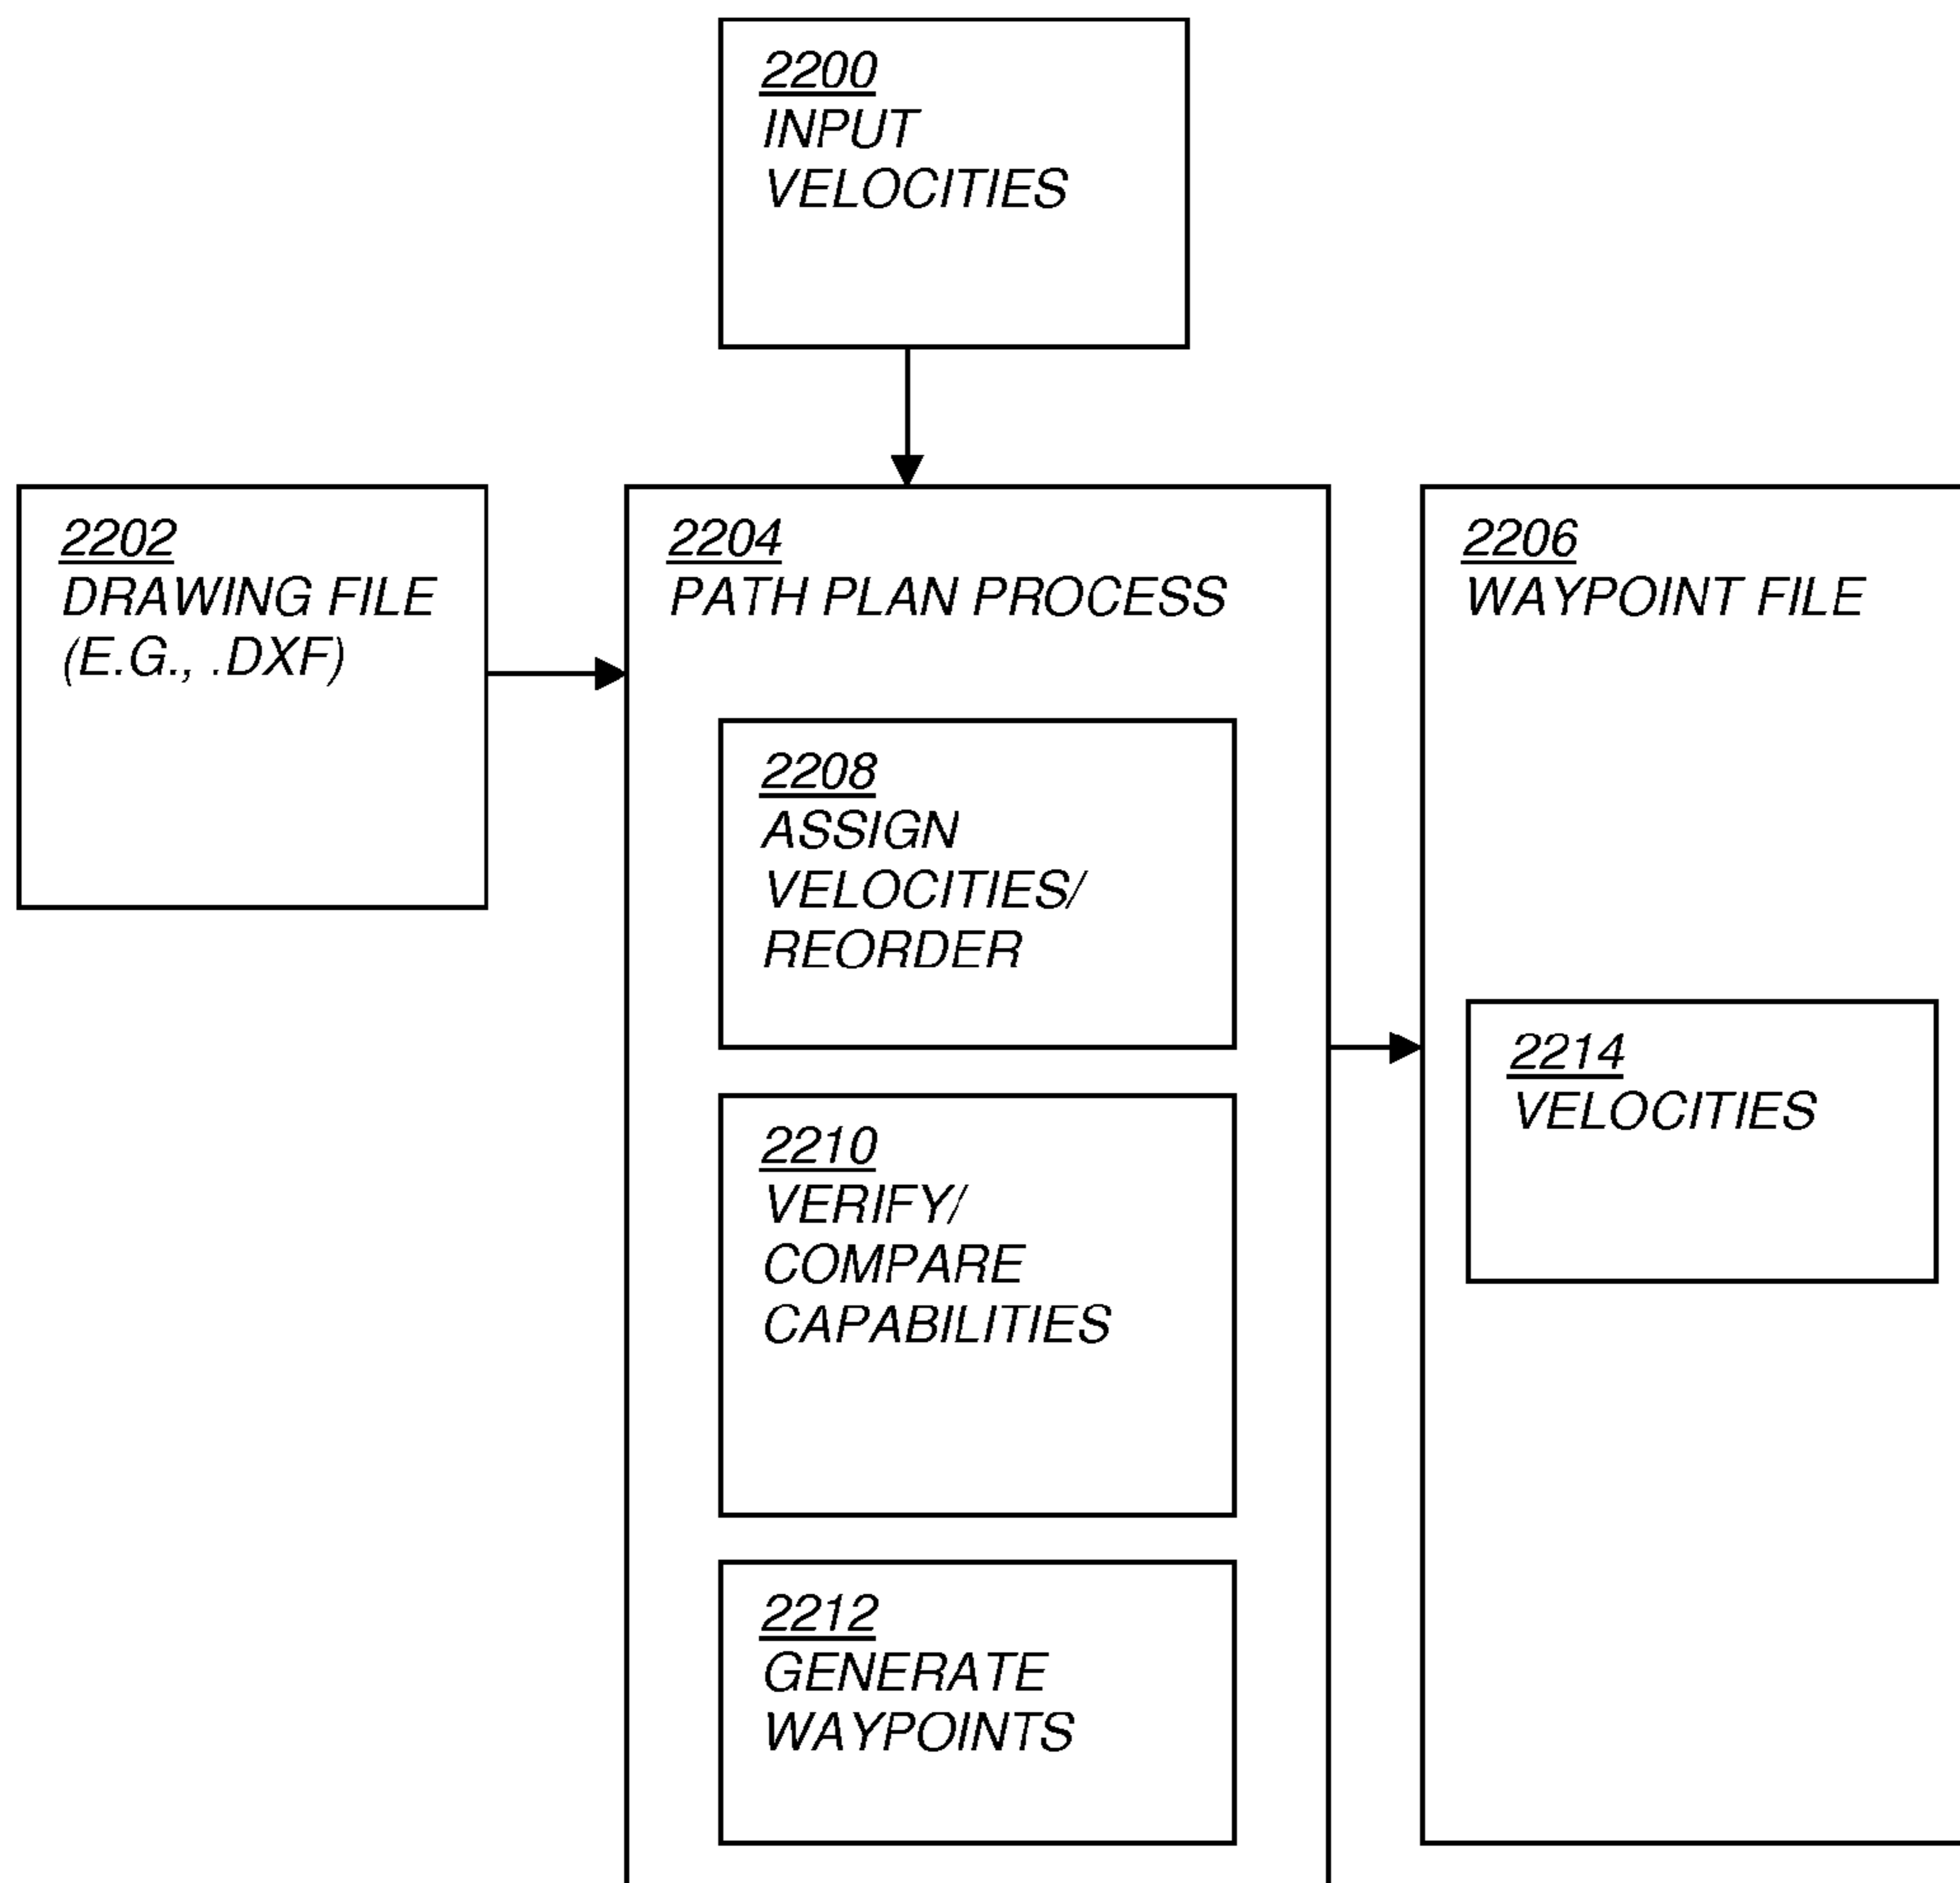 2200
INPUT
VELOCITIES
2202
DRAWING FILE
(E.G., .DXF)
2204
PATH PLAN PROCESS
2208
ASSIGN
VELOCITIES/
REORDER
2210
VERIFY/
COMPARE
CAPABILITIES
2212
GENERATE
WAYPOINTS
2206
WAYPOINT FILE
2214
VELOCITIES